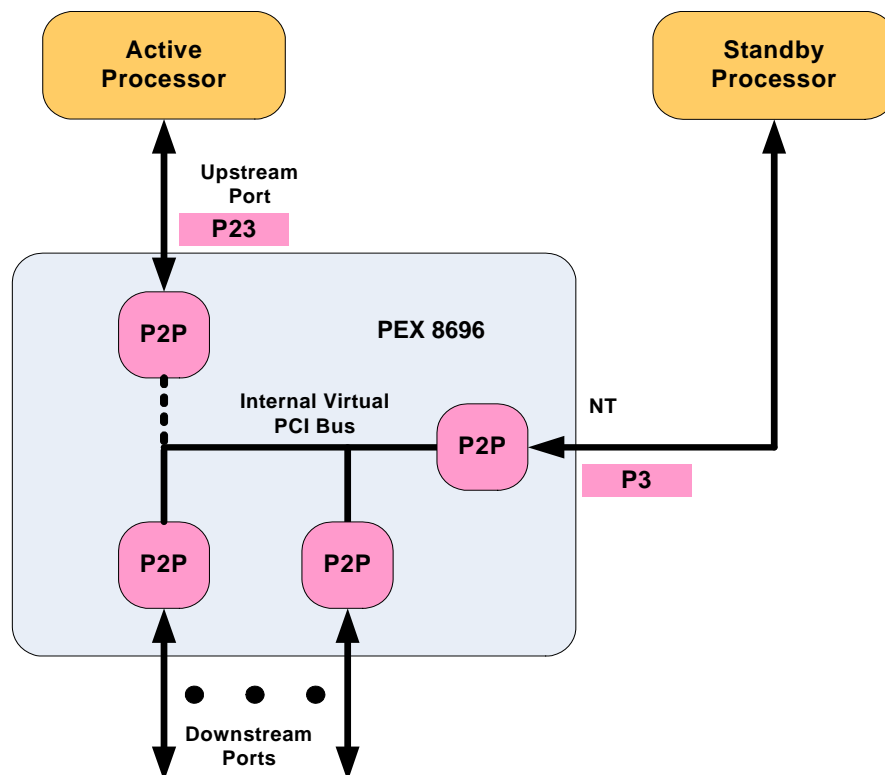 Active
Processor
Standby
Processor
Upstream
Port
P23
P2P
PEX 8696
Internal Virtual
PCI Bus
NT
P2P
P3
P2P
P2P
Downstream
Ports